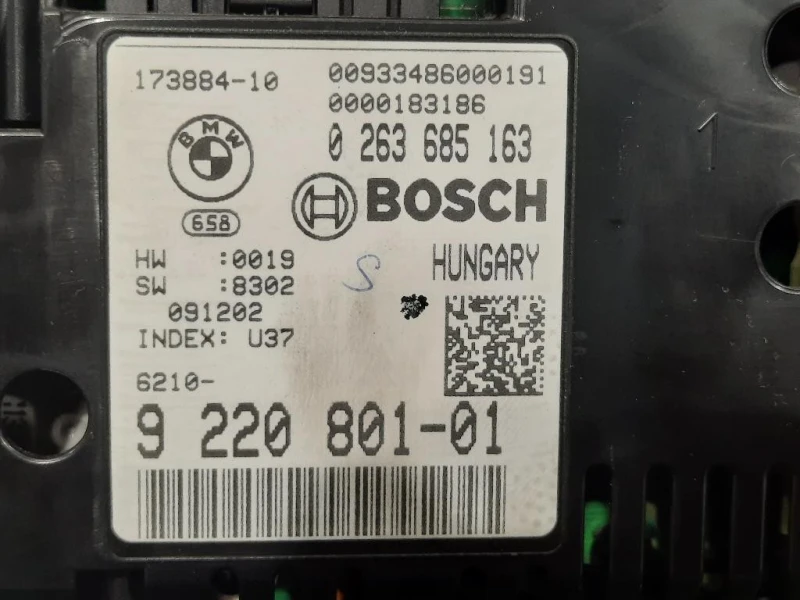 173884-10
00933486000191
0000183186
0 263 685 163
BMW
BOSCH
658
HW :0019
SW :8302
091202
INDEX: U37
S
HUNGARY
6210-
9 220 801-01
1